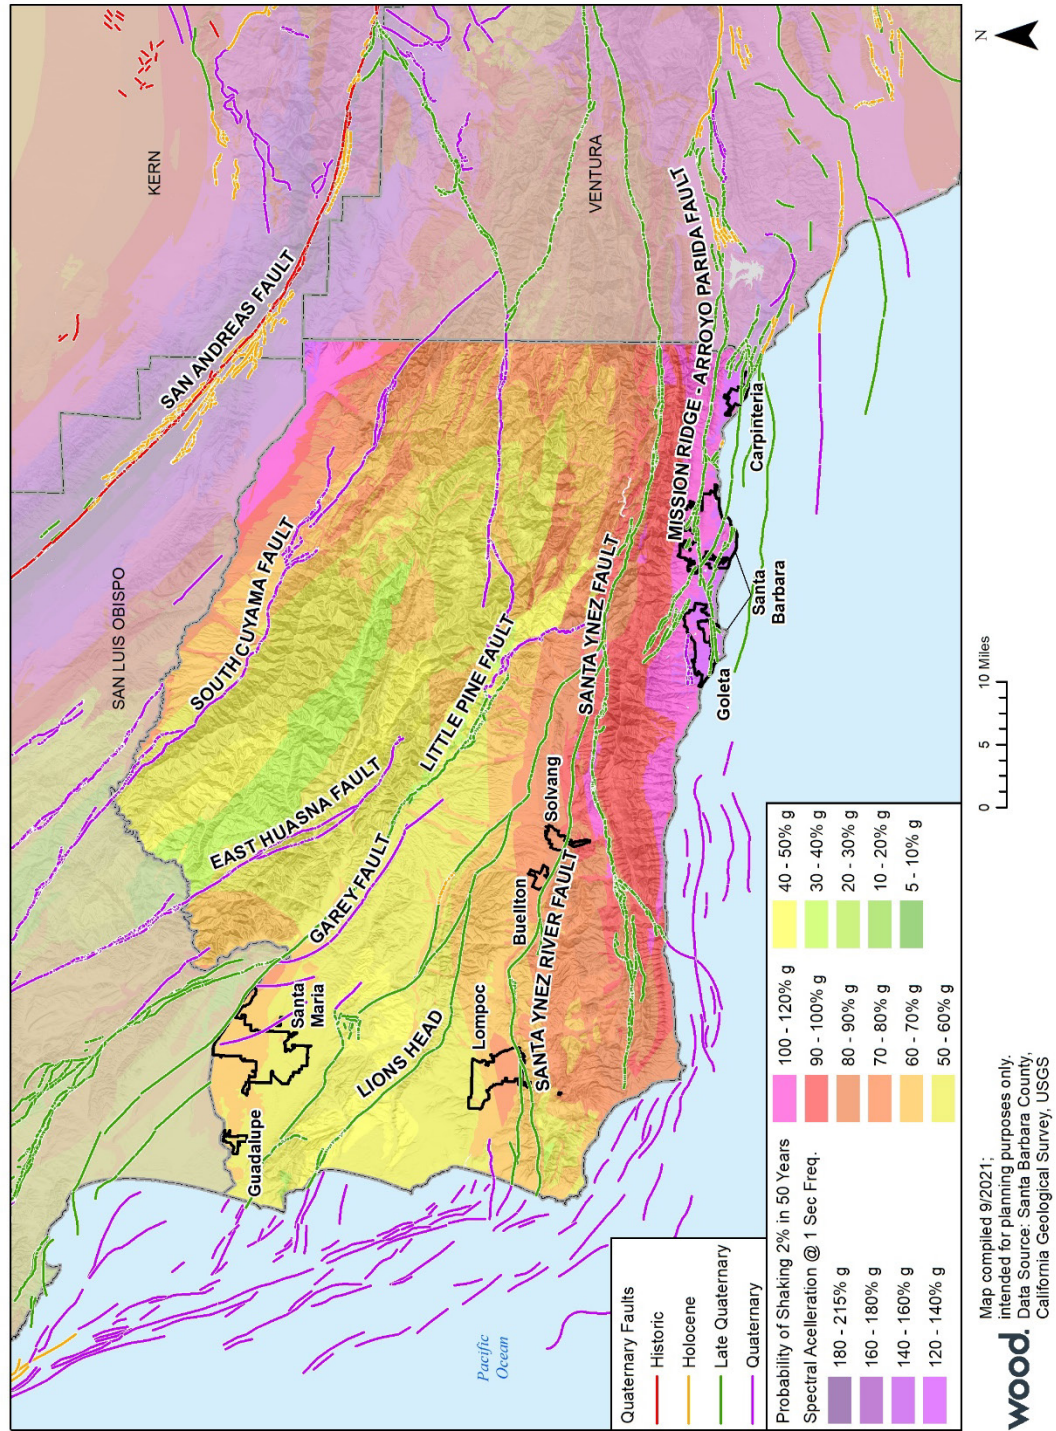 KERN
SAN ANDREAS FAULT
SAN LUIS OBISPO
VENTURA
SOUTH CUYAMA FAULT
EAST HUASNA FAULT
GAREY FAULT
LITTLE PINE FAULT
SANTA YNEZ FAULT
MISSION RIDGE - ARROYO PARIDA FAULT
LIONS HEAD
SANTA YNEZ RIVER FAULT
Guadalupe
Santa
Maria
Lompoc
Buellton
Solvang
Goleta
Santa
Barbara
Carpinteria
Pacific
Ocean
Quaternary Faults
Historic
Holocene
Late Quaternary
Quaternary
Probability of Shaking 2% in 50 Years
Spectral Acelleration @ 1 Sec Freq.
180 - 215% g
160 - 180% g
140 - 160% g
120 - 140% g
100 - 120% g
90 - 100% g
80 - 90% g
70 - 80% g
60 - 70% g
50 - 60% g
40 - 50% g
30 - 40% g
20 - 30% g
10 - 20% g
5 - 10% g
0 5 10 Miles
N
wood.
Map compiled 9/2021;
intended for planning purposes only.
Data Source: Santa Barbara County,
California Geological Survey, USGS